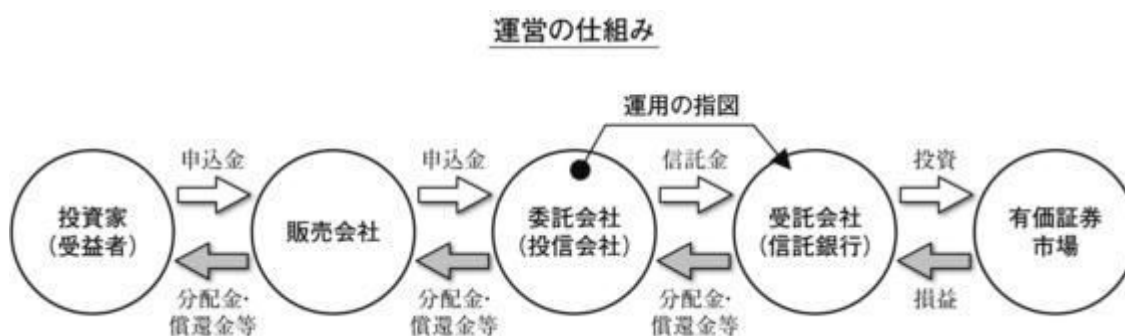 運営の仕組み
運用の指図
申込金
申込金
信託金
投資
投資家
(受益者)
販売会社
委託会社
(投信会社)
受託会社
(信託銀行)
有価証券
市場
分配金・
償還金等
分配金・
償還金等
分配金・
償還金等
損益